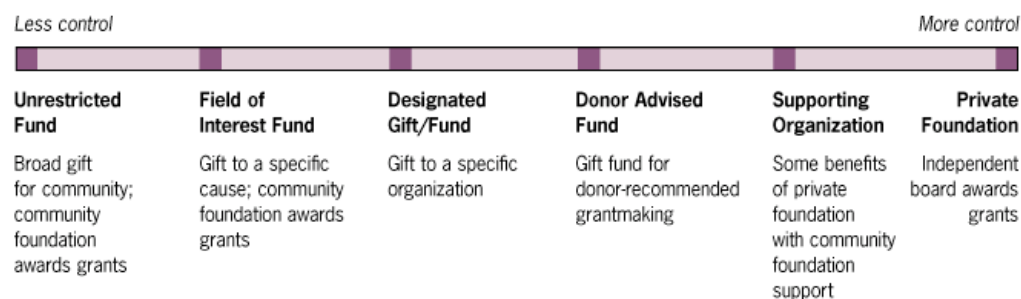 Less control
More control
Unrestricted
Fund
Broad gift
for community;
community
foundation
awards grants
Field of
Interest Fund
Gift to a specific
cause; community
foundation awards
grants
Designated
Gift/Fund
Gift to a specific
organization
Donor Advised
Fund
Gift fund for
donor-recommended
grantmaking
Supporting
Organization
Some benefits
of private
foundation
with community
foundation
support
Private
Foundation
Independent
board awards
grants